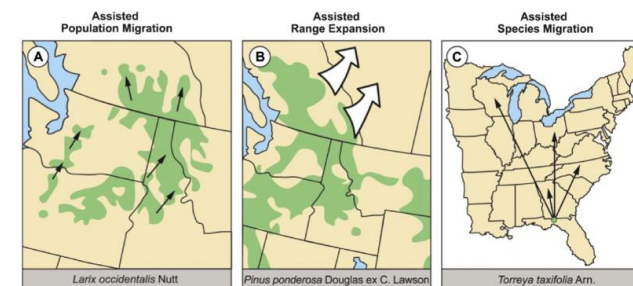 Assisted
Population Migration
Assisted
Range Expansion
Assisted
Species Migration
A
B
C
Larix occidentalis Nutt
Pinus ponderosa Douglas ex C. Lawson
Torreya taxifolia Arn.